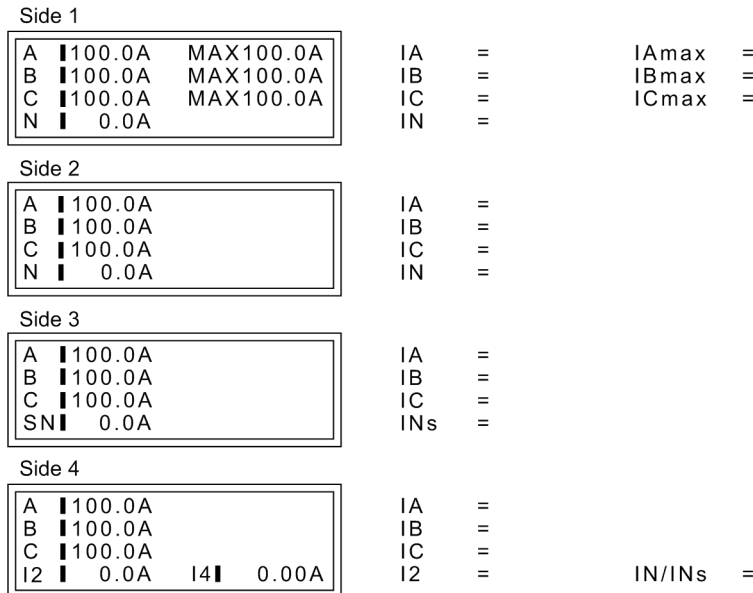 Side 1
A 100.0A MAX100.0A IA = IAmax =
B 100.0A MAX100.0A IB = IBmax =
C 100.0A MAX100.0A IC = ICmax =
N 0.0A IN =
Side 2
A 100.0A IA =
B 100.0A IB =
C 100.0A IC =
N 0.0A IN =
Side 3
A 100.0A IA =
B 100.0A IB =
C 100.0A IC =
SN 0.0A INs =
Side 4
A 100.0A IA =
B 100.0A IB =
C 100.0A IC =
I2 0.0A I4 0.00A I2 = IN/INs =